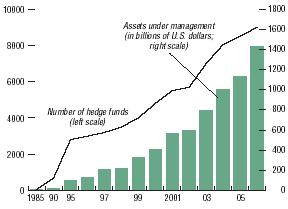 10000
8000
6000
4000
2000
0
Assets under management
(in billions of U.S. dollars;
right scale)
Number of hedge funds
(left scale)
1800
1600
1400
1200
1000
800
600
400
200
0
1985 90 95 97 99 2001 03 05